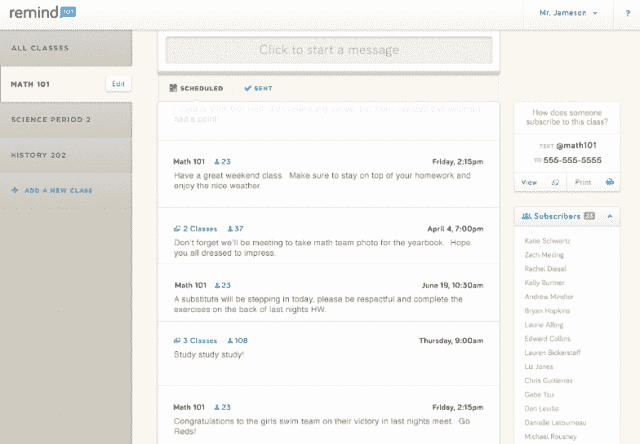 remind 101
Mr. Jameson
?
ALL CLASSES
MATH 101
Edit
SCIENCE PERIOD 2
HISTORY 202
ADD A NEW CLASS
Click to start a message
SCHEDULED
SENT
had a point!
Math 101 23 Friday, 2:15pm
Have a great weekend class. Make sure to stay on top of your homework and
enjoy the nice weather.
2 Classes 37 April 4, 7:00pm
Don't forget we'll be meeting to take math team photo for the yearbook. Hope
you all dressed to impress.
Math 101 23 June 19, 10:30am
A substitute will be stepping in today, please be respectful and complete the
exercises on the back of last nights HW.
3 Classes 108 Thursday, 9:00am
Study study study!
Math 101 23 Friday, 2:15pm
Congratulations to the girls swim team on their victory in last nights meet. Go
Reds!
How does someone
subscribe to this class?
TEXT @math101
TO 555-555-5555
View
Print
Subscribers 23
Katie Schwartz
Zach Mering
Rachel Diesel
Kelly Burmer
Andrew Mindler
Bryan Hopkins
Laurie Alling
Edward Collins
Lauren Bickerstaff
Liz Jones
Chris Guitierrez
Gabe Tsu
Dan Leville
Danielle Letourneau
Michael Roushey